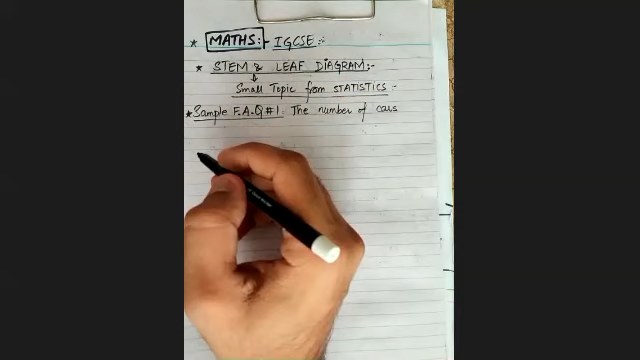 * MATHS:- IGCSE:-
* STEM & LEAF DIAGRAM:-
Small Topic from STATISTICS:-
*Sample F.A.Q#1: The number of cars